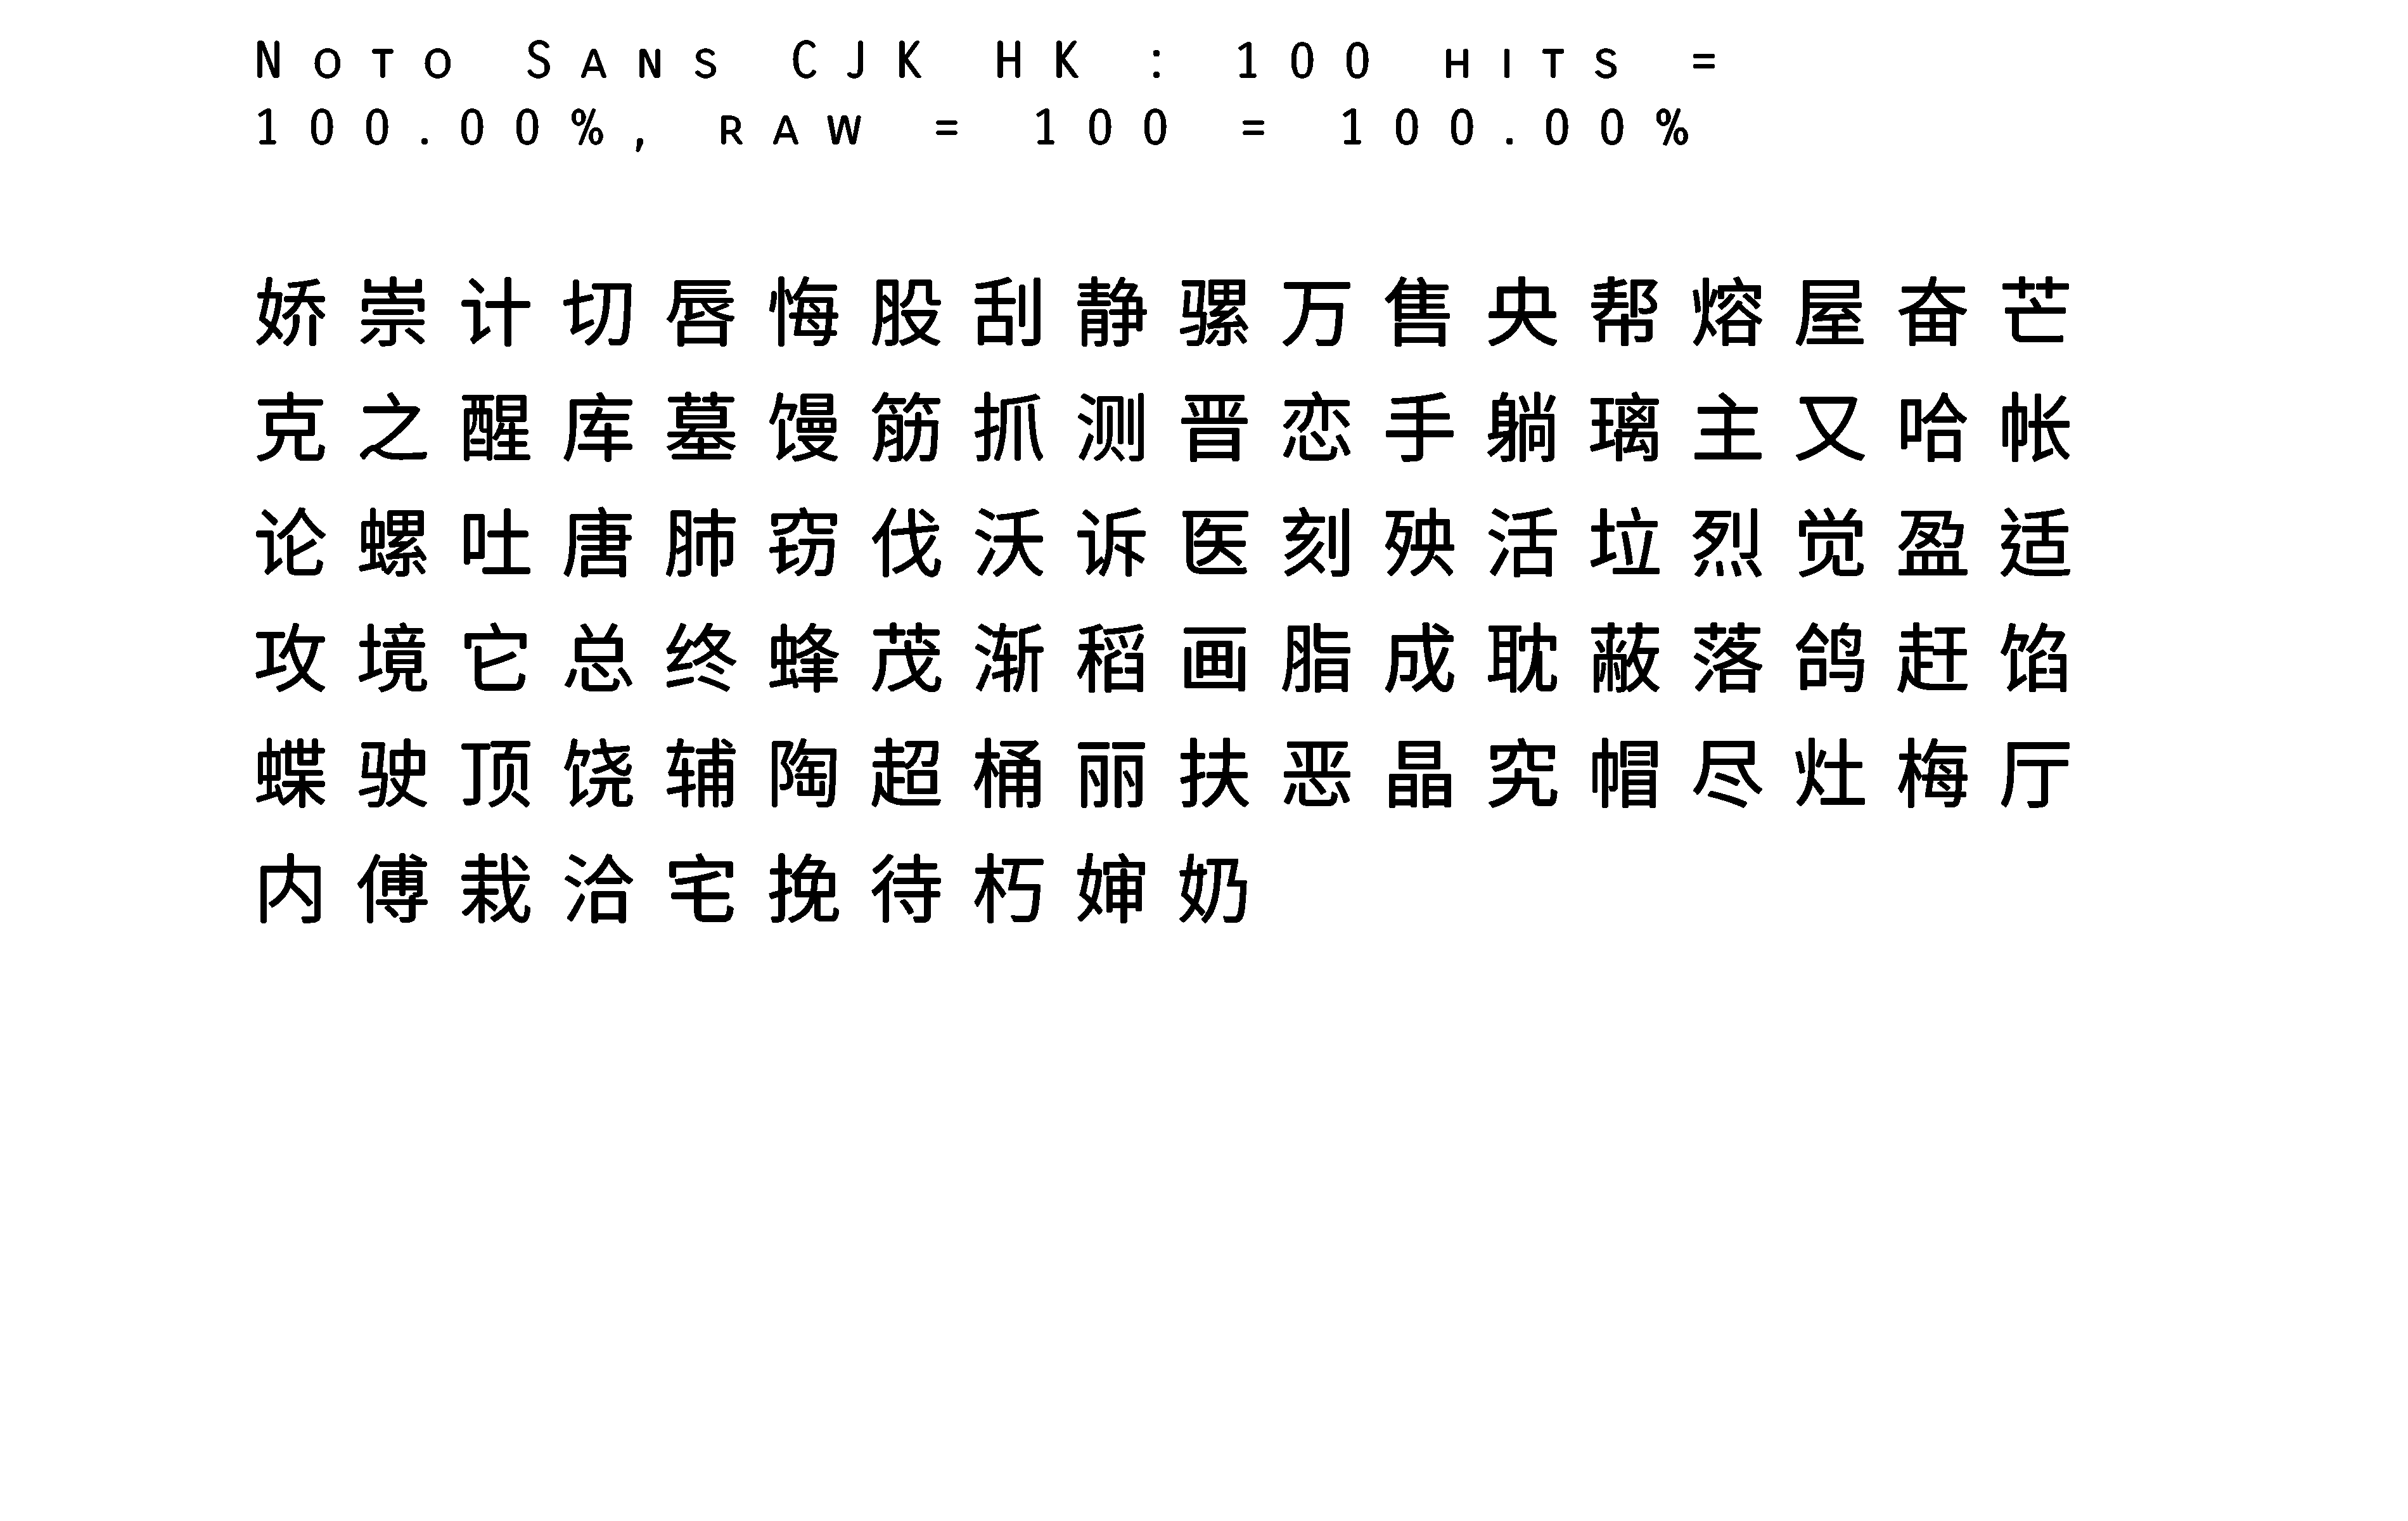 Noto Sans CJK HK : 100 hits =
100.00%, raw = 100 = 100.00%
娇崇计切唇悔股刮静骡万售央帮熔屋奋芒
克之醒库墓馒筋抓测晋恋手躺璃主又哈帐
论螺吐唐肺窃伐沃诉医刻殃活垃烈觉盈适
攻境它总终蜂茂渐稻画脂成耽蔽落鸽赶馅
蝶驶顶饶辅陶超桶丽扶恶晶究帽尽灶梅厅
内傅栽洽宅挽待朽婶奶